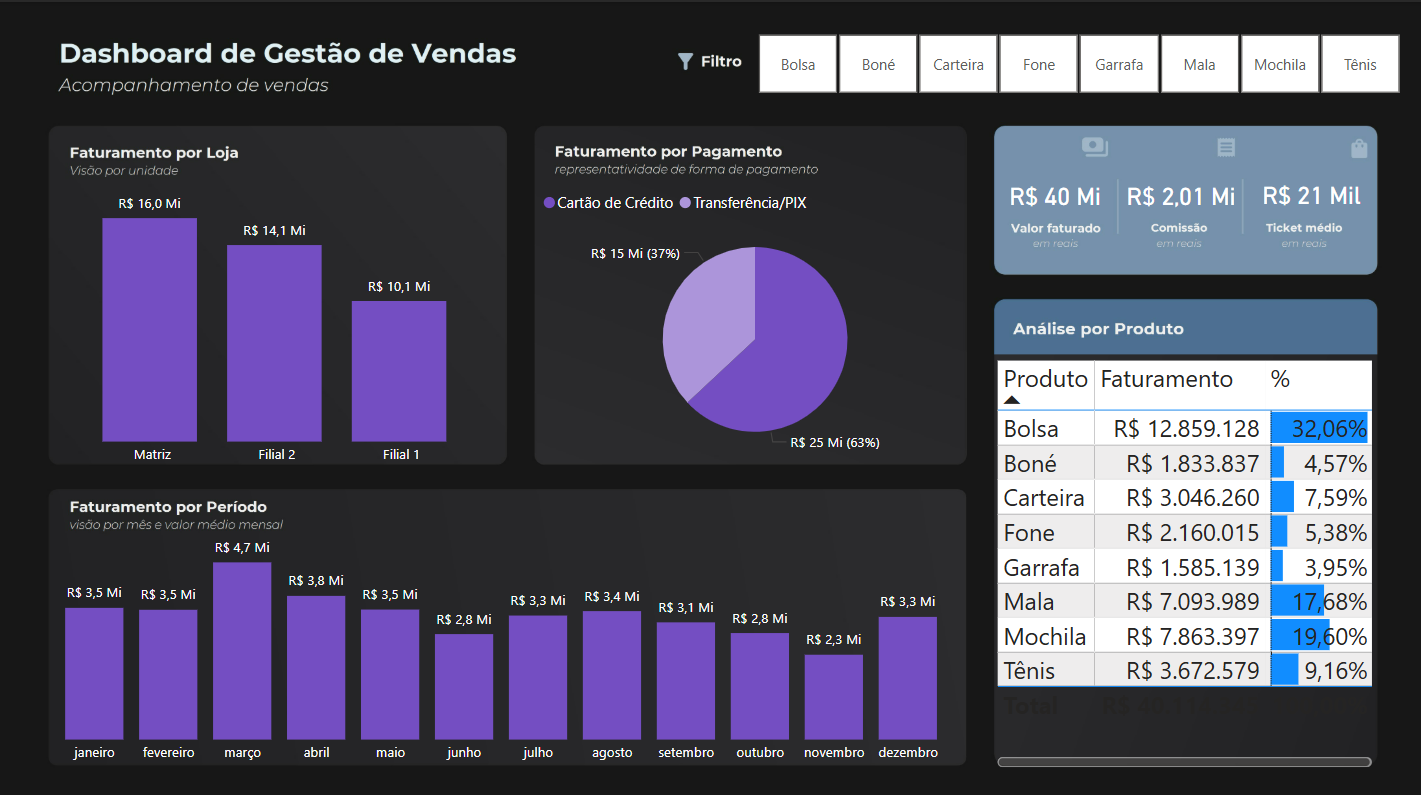 Dashboard de Gestão de Vendas
Acompanhamento de vendas
Filtro
Bolsa
Boné
Carteira
Fone
Garrafa
Mala
Mochila
Tênis
Faturamento por Loja
Visão por unidade
R$ 16,0 Mi
R$ 14,1 Mi
R$ 10,1 Mi
Matriz
Filial 2
Filial 1
Faturamento por Pagamento
representatividade de forma de pagamento
Cartão de Crédito Transferência/PIX
R$ 15 Mi (37%)
R$ 25 Mi (63%)
R$ 40 Mi
Valor faturado
em reais
R$ 2,01 Mi
Comissão
em reais
R$ 21 Mil
Ticket médio
em reais
Faturamento por Período
visão por mês e valor médio mensal
R$ 3,5 Mi
R$ 3,5 Mi
R$ 4,7 Mi
R$ 3,8 Mi
R$ 3,5 Mi
R$ 2,8 Mi
R$ 3,3 Mi
R$ 3,4 Mi
R$ 3,1 Mi
R$ 2,8 Mi
R$ 2,3 Mi
R$ 3,3 Mi
janeiro fevereiro março abril maio junho julho agosto setembro outubro novembro dezembro
Análise por Produto
Produto Faturamento %
Bolsa R$ 12.859.128 32,06%
Boné R$ 1.833.837 4,57%
Carteira R$ 3.046.260 7,59%
Fone R$ 2.160.015 5,38%
Garrafa R$ 1.585.139 3,95%
Mala R$ 7.093.989 17,68%
Mochila R$ 7.863.397 19,60%
Tênis R$ 3.672.579 9,16%
Total